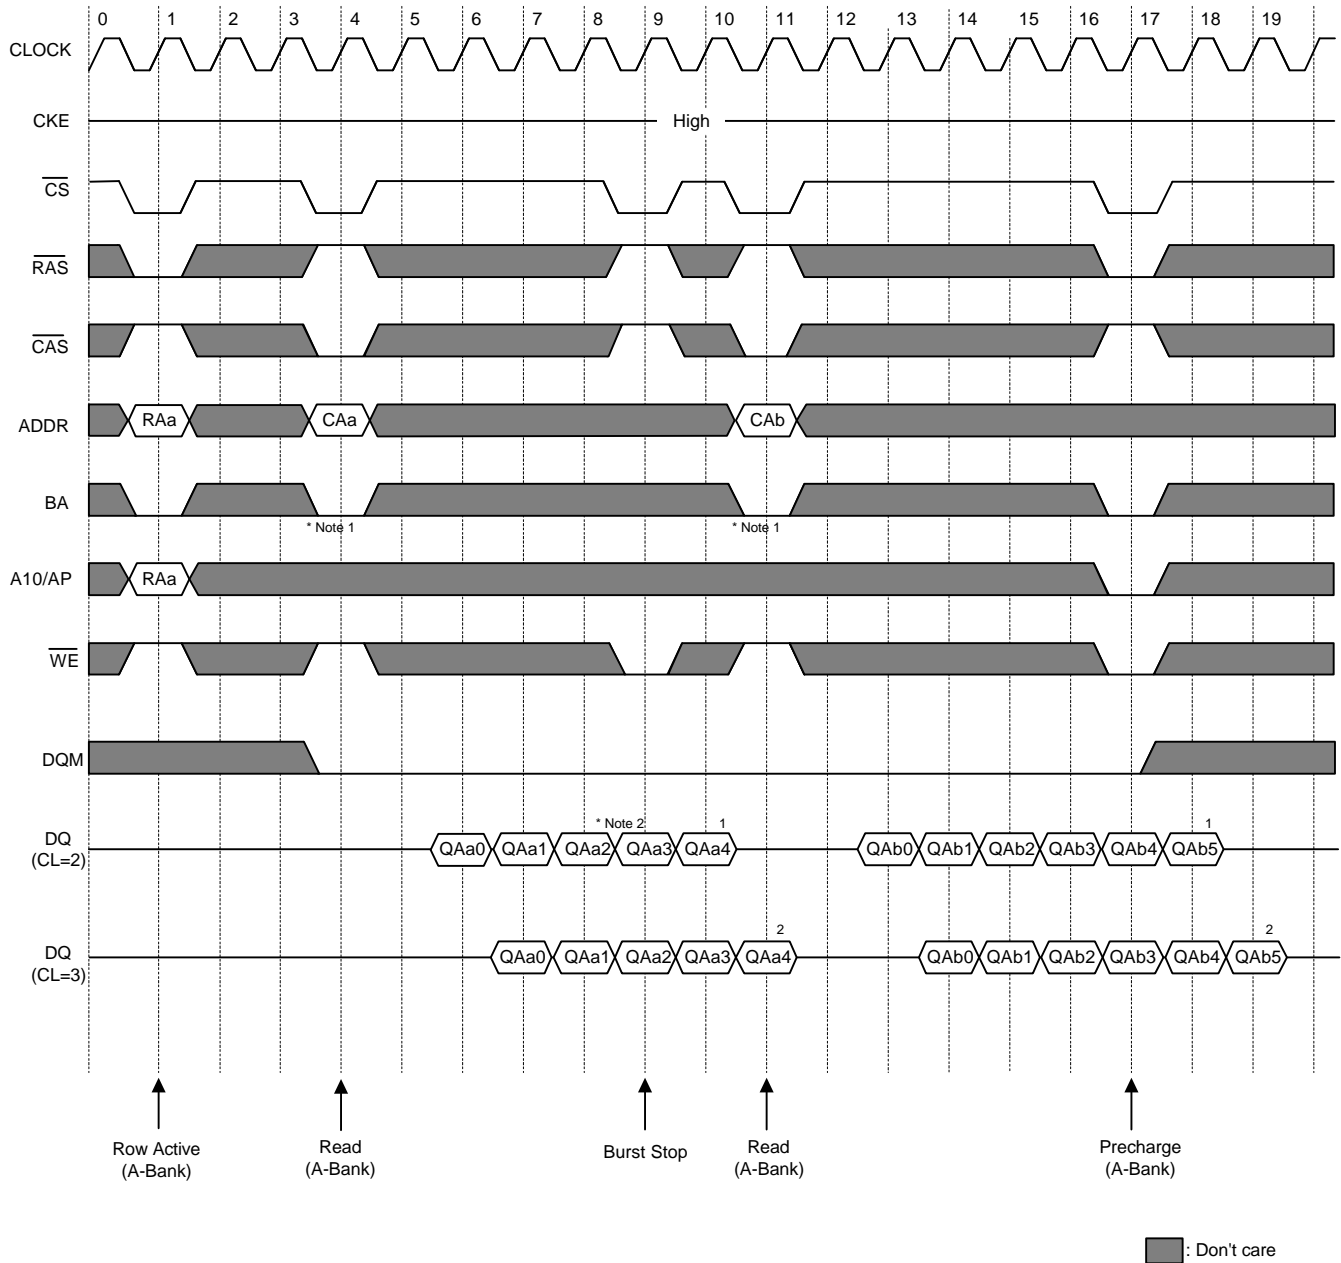 0 1 2 3 4 5 6 7 8 9 10 11 12 13 14 15 16 17 18 19
CLOCK
CKE High
CS
RAS
CAS
ADDR RAa CAa CAb
BA
* Note 1 * Note 1
A10/AP RAa
WE
DQM
* Note 2 1 1
DQ
(CL=2) QAa0 QAa1 QAa2 QAa3 QAa4 QAb0 QAb1 QAb2 QAb3 QAb4 QAb5
2 2
DQ
(CL=3) QAa0 QAa1 QAa2 QAa3 QAa4 QAb0 QAb1 QAb2 QAb3 QAb4 QAb5
Row Active
(A-Bank)
Read
(A-Bank)
Burst Stop
Read
(A-Bank)
Precharge
(A-Bank)
: Don't care